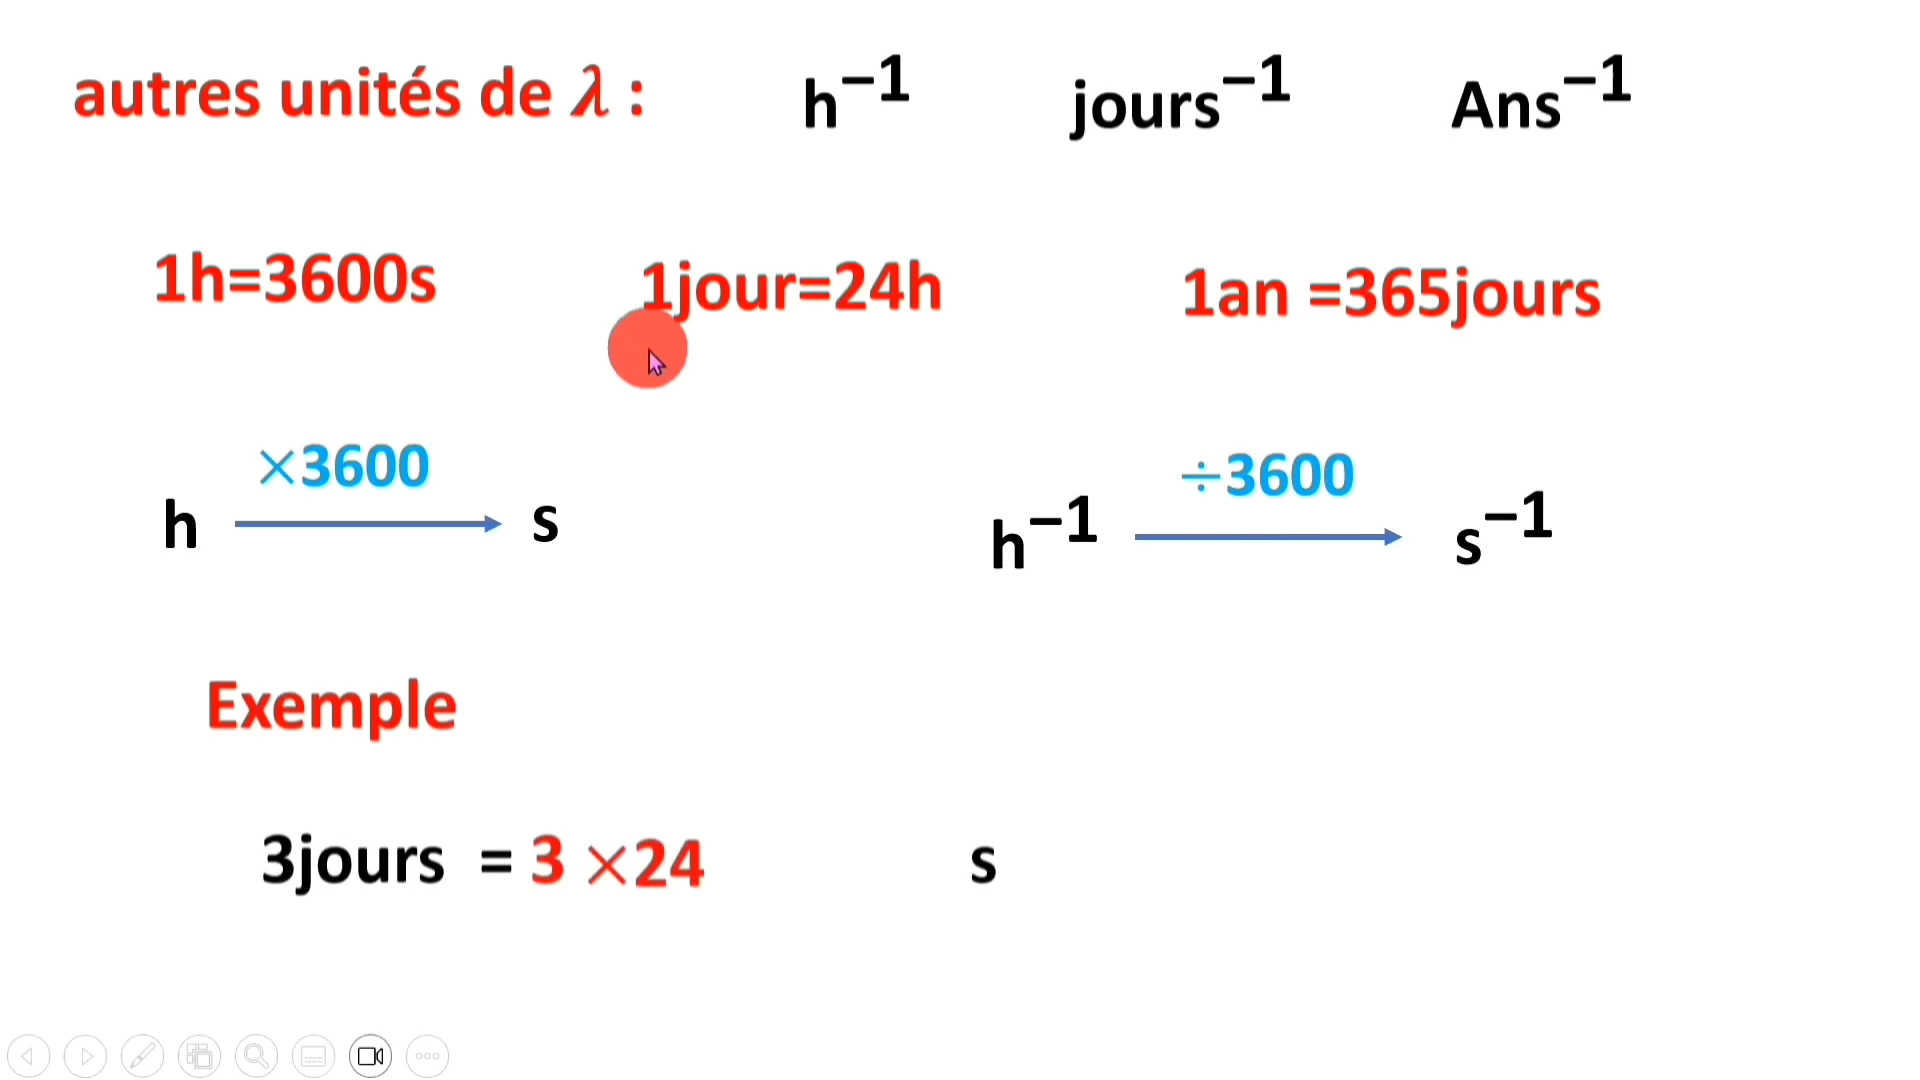 autres unités de λ : h⁻¹ jours⁻¹ Ans⁻¹
1h=3600s 1jour=24h 1an =365jours
×3600 ÷3600
h s h⁻¹ s⁻¹
Exemple
3jours = 3 ×24 s